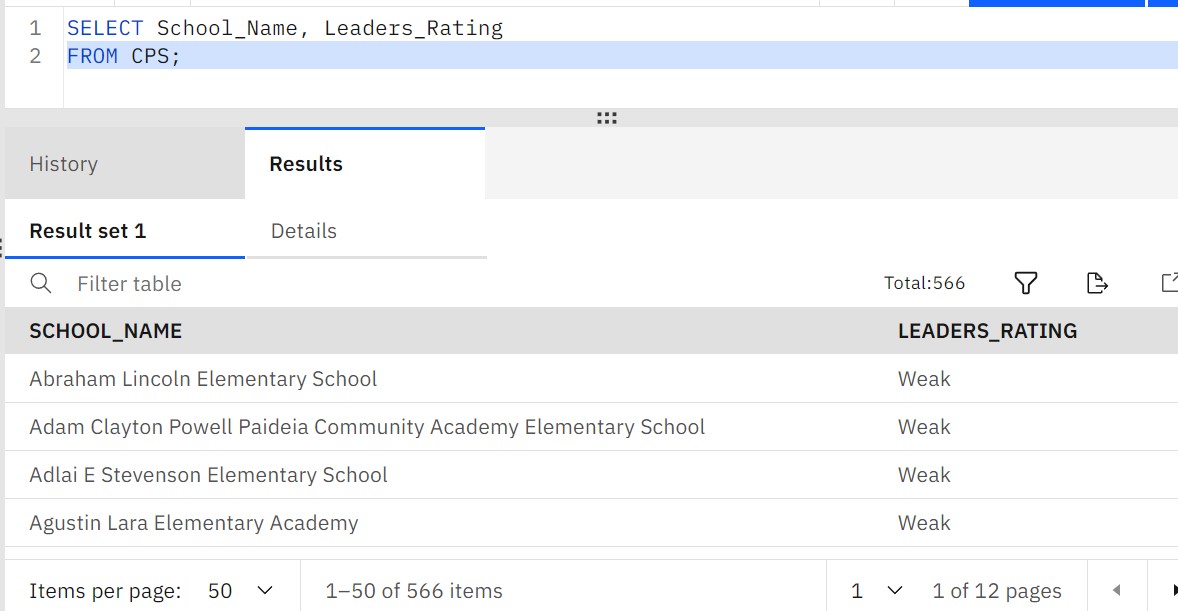 1 SELECT School_Name, Leaders_Rating
2 FROM CPS;
History Results
Result set 1 Details
Filter table Total:566
SCHOOL_NAME LEADERS_RATING
Abraham Lincoln Elementary School Weak
Adam Clayton Powell Paideia Community Academy Elementary School Weak
Adlai E Stevenson Elementary School Weak
Agustin Lara Elementary Academy Weak
Items per page: 50 1–50 of 566 items 1 1 of 12 pages